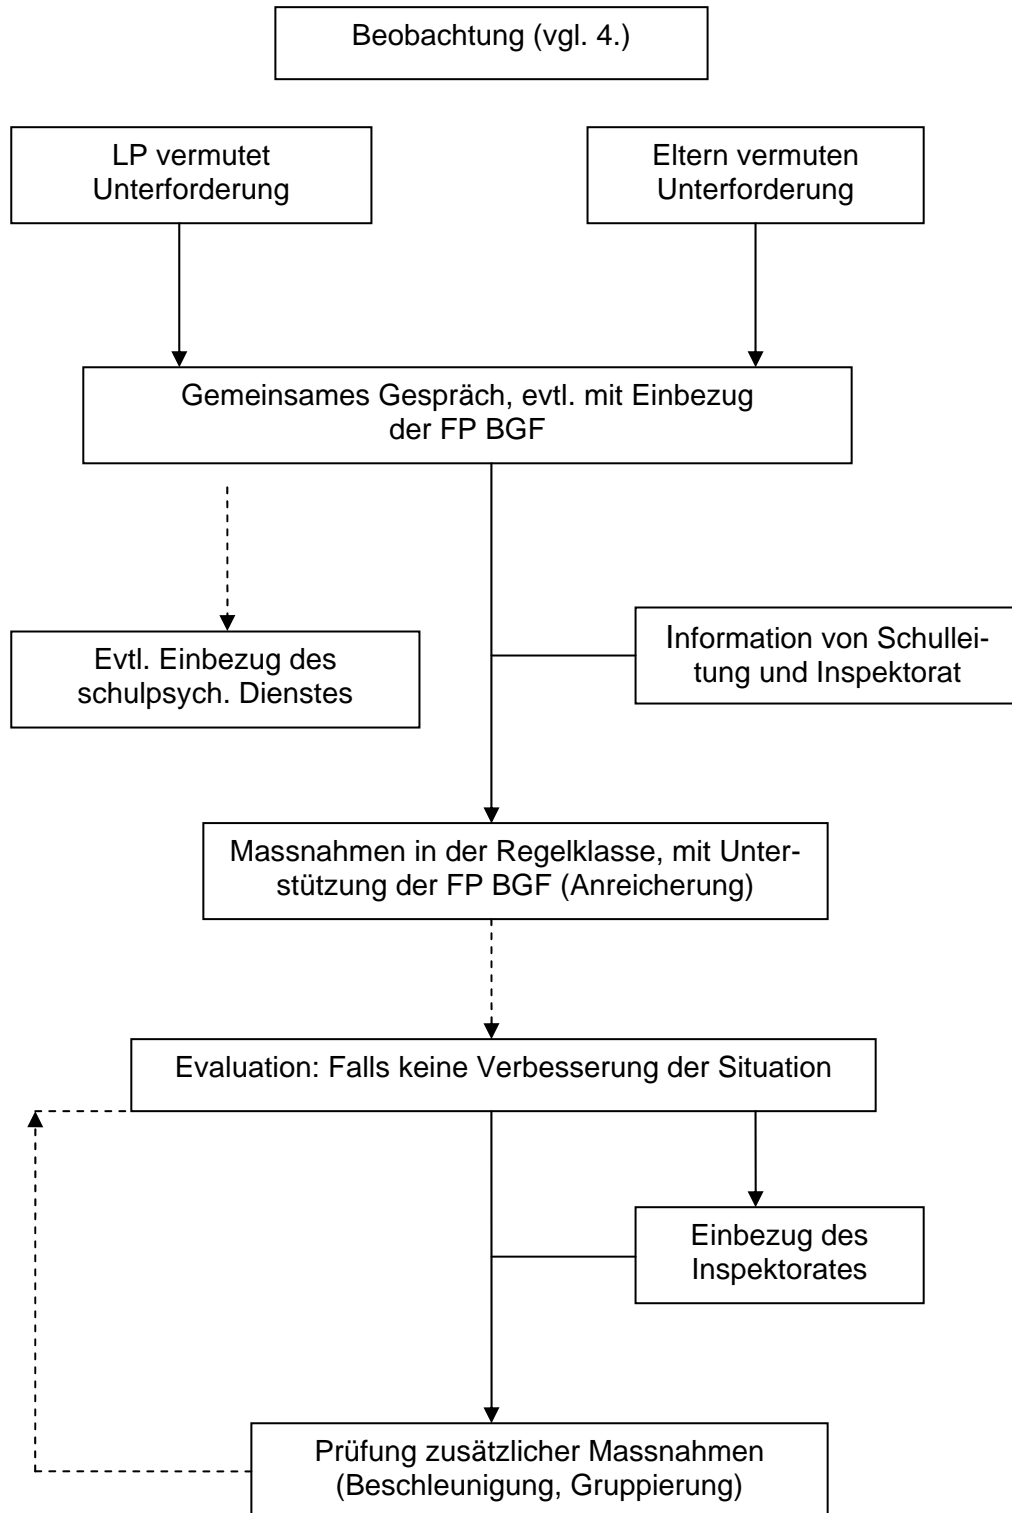 Beobachtung (vgl. 4.)
LP vermutet
Unterforderung
Eltern vermuten
Unterforderung
Gemeinsames Gespräch, evtl. mit Einbezug
der FP BGF
Evtl. Einbezug des
schulpsych. Dienstes
Information von Schullei-
tung und Inspektorat
Massnahmen in der Regelklasse, mit Unter-
stützung der FP BGF (Anreicherung)
Evaluation: Falls keine Verbesserung der Situation
Einbezug des
Inspektorates
Prüfung zusätzlicher Massnahmen
(Beschleunigung, Gruppierung)